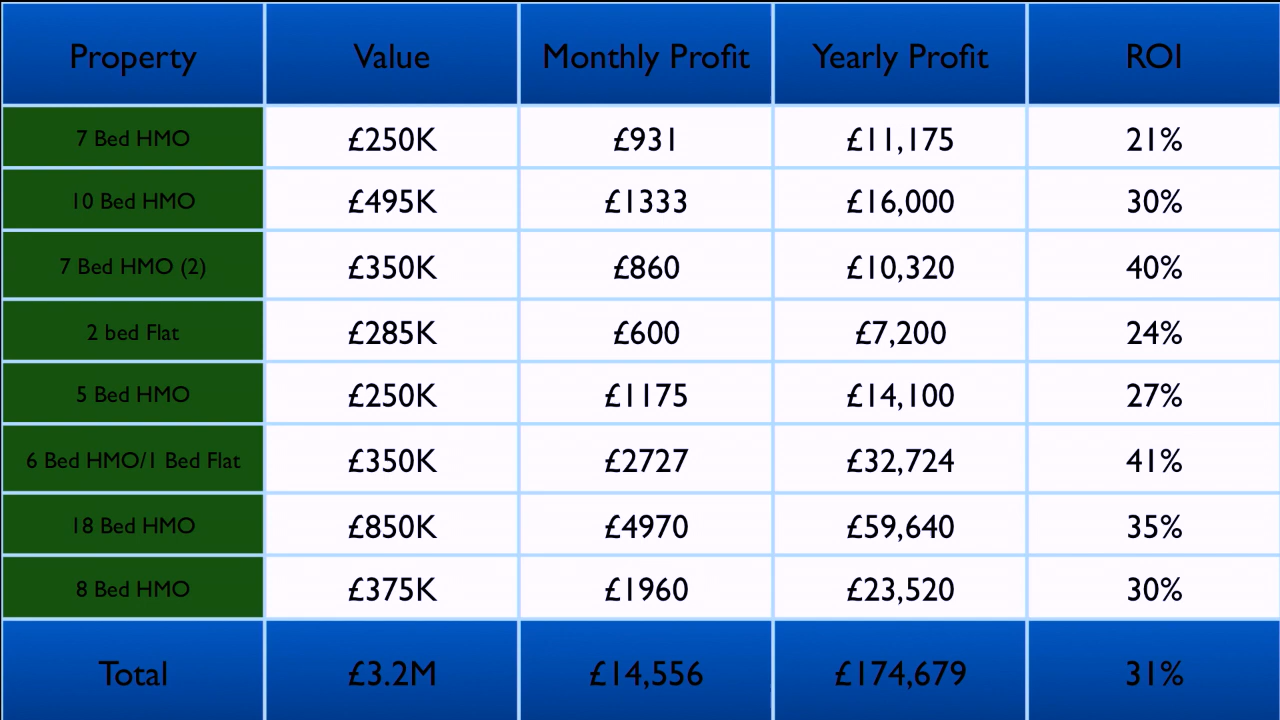 Property Value Monthly Profit Yearly Profit ROI
7 Bed HMO £250K £931 £11,175 21%
10 Bed HMO £495K £1333 £16,000 30%
7 Bed HMO (2) £350K £860 £10,320 40%
2 bed Flat £285K £600 £7,200 24%
5 Bed HMO £250K £1175 £14,100 27%
6 Bed HMO/1 Bed Flat £350K £2727 £32,724 41%
18 Bed HMO £850K £4970 £59,640 35%
8 Bed HMO £375K £1960 £23,520 30%
Total £3.2M £14,556 £174,679 31%